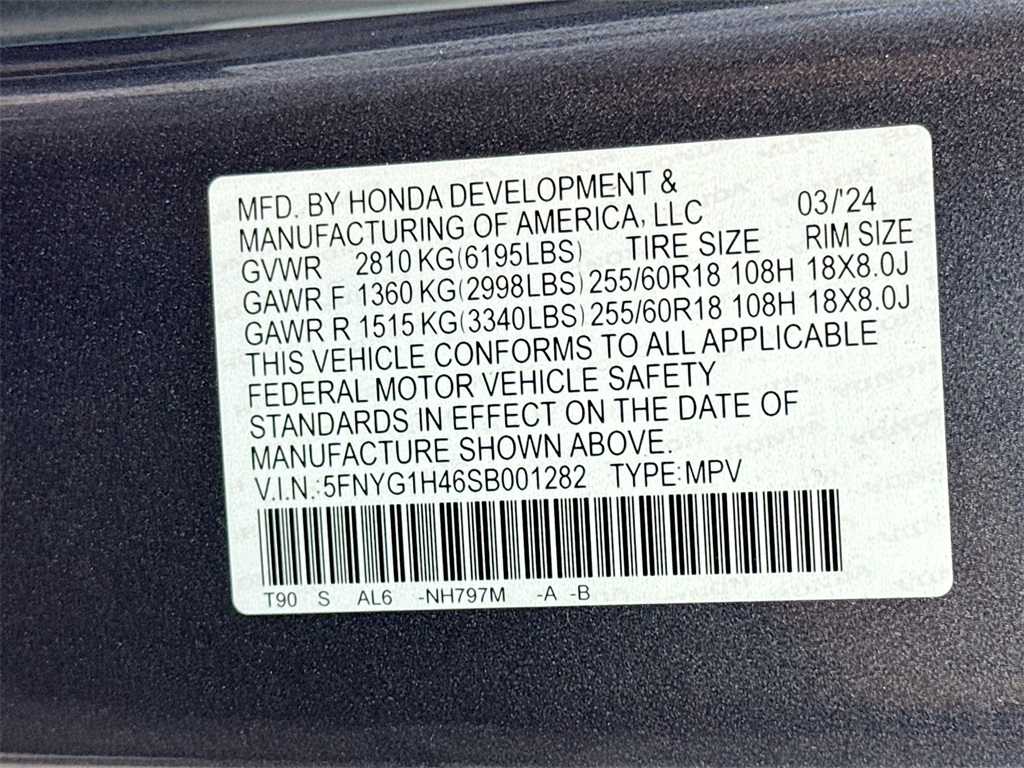 MFD. BY HONDA DEVELOPMENT &
MANUFACTURING OF AMERICA, LLC 03/'24
GVWR 2810 KG(6195LBS) TIRE SIZE RIM SIZE
GAWR F 1360 KG(2998LBS) 255/60R18 108H 18X8.0J
GAWR R 1515 KG(3340LBS) 255/60R18 108H 18X8.0J
THIS VEHICLE CONFORMS TO ALL APPLICABLE
FEDERAL MOTOR VEHICLE SAFETY
STANDARDS IN EFFECT ON THE DATE OF
MANUFACTURE SHOWN ABOVE.
V.I.N.:5FNYG1H46SB001282 TYPE:MPV
T90 S AL6 -NH797M -A -B